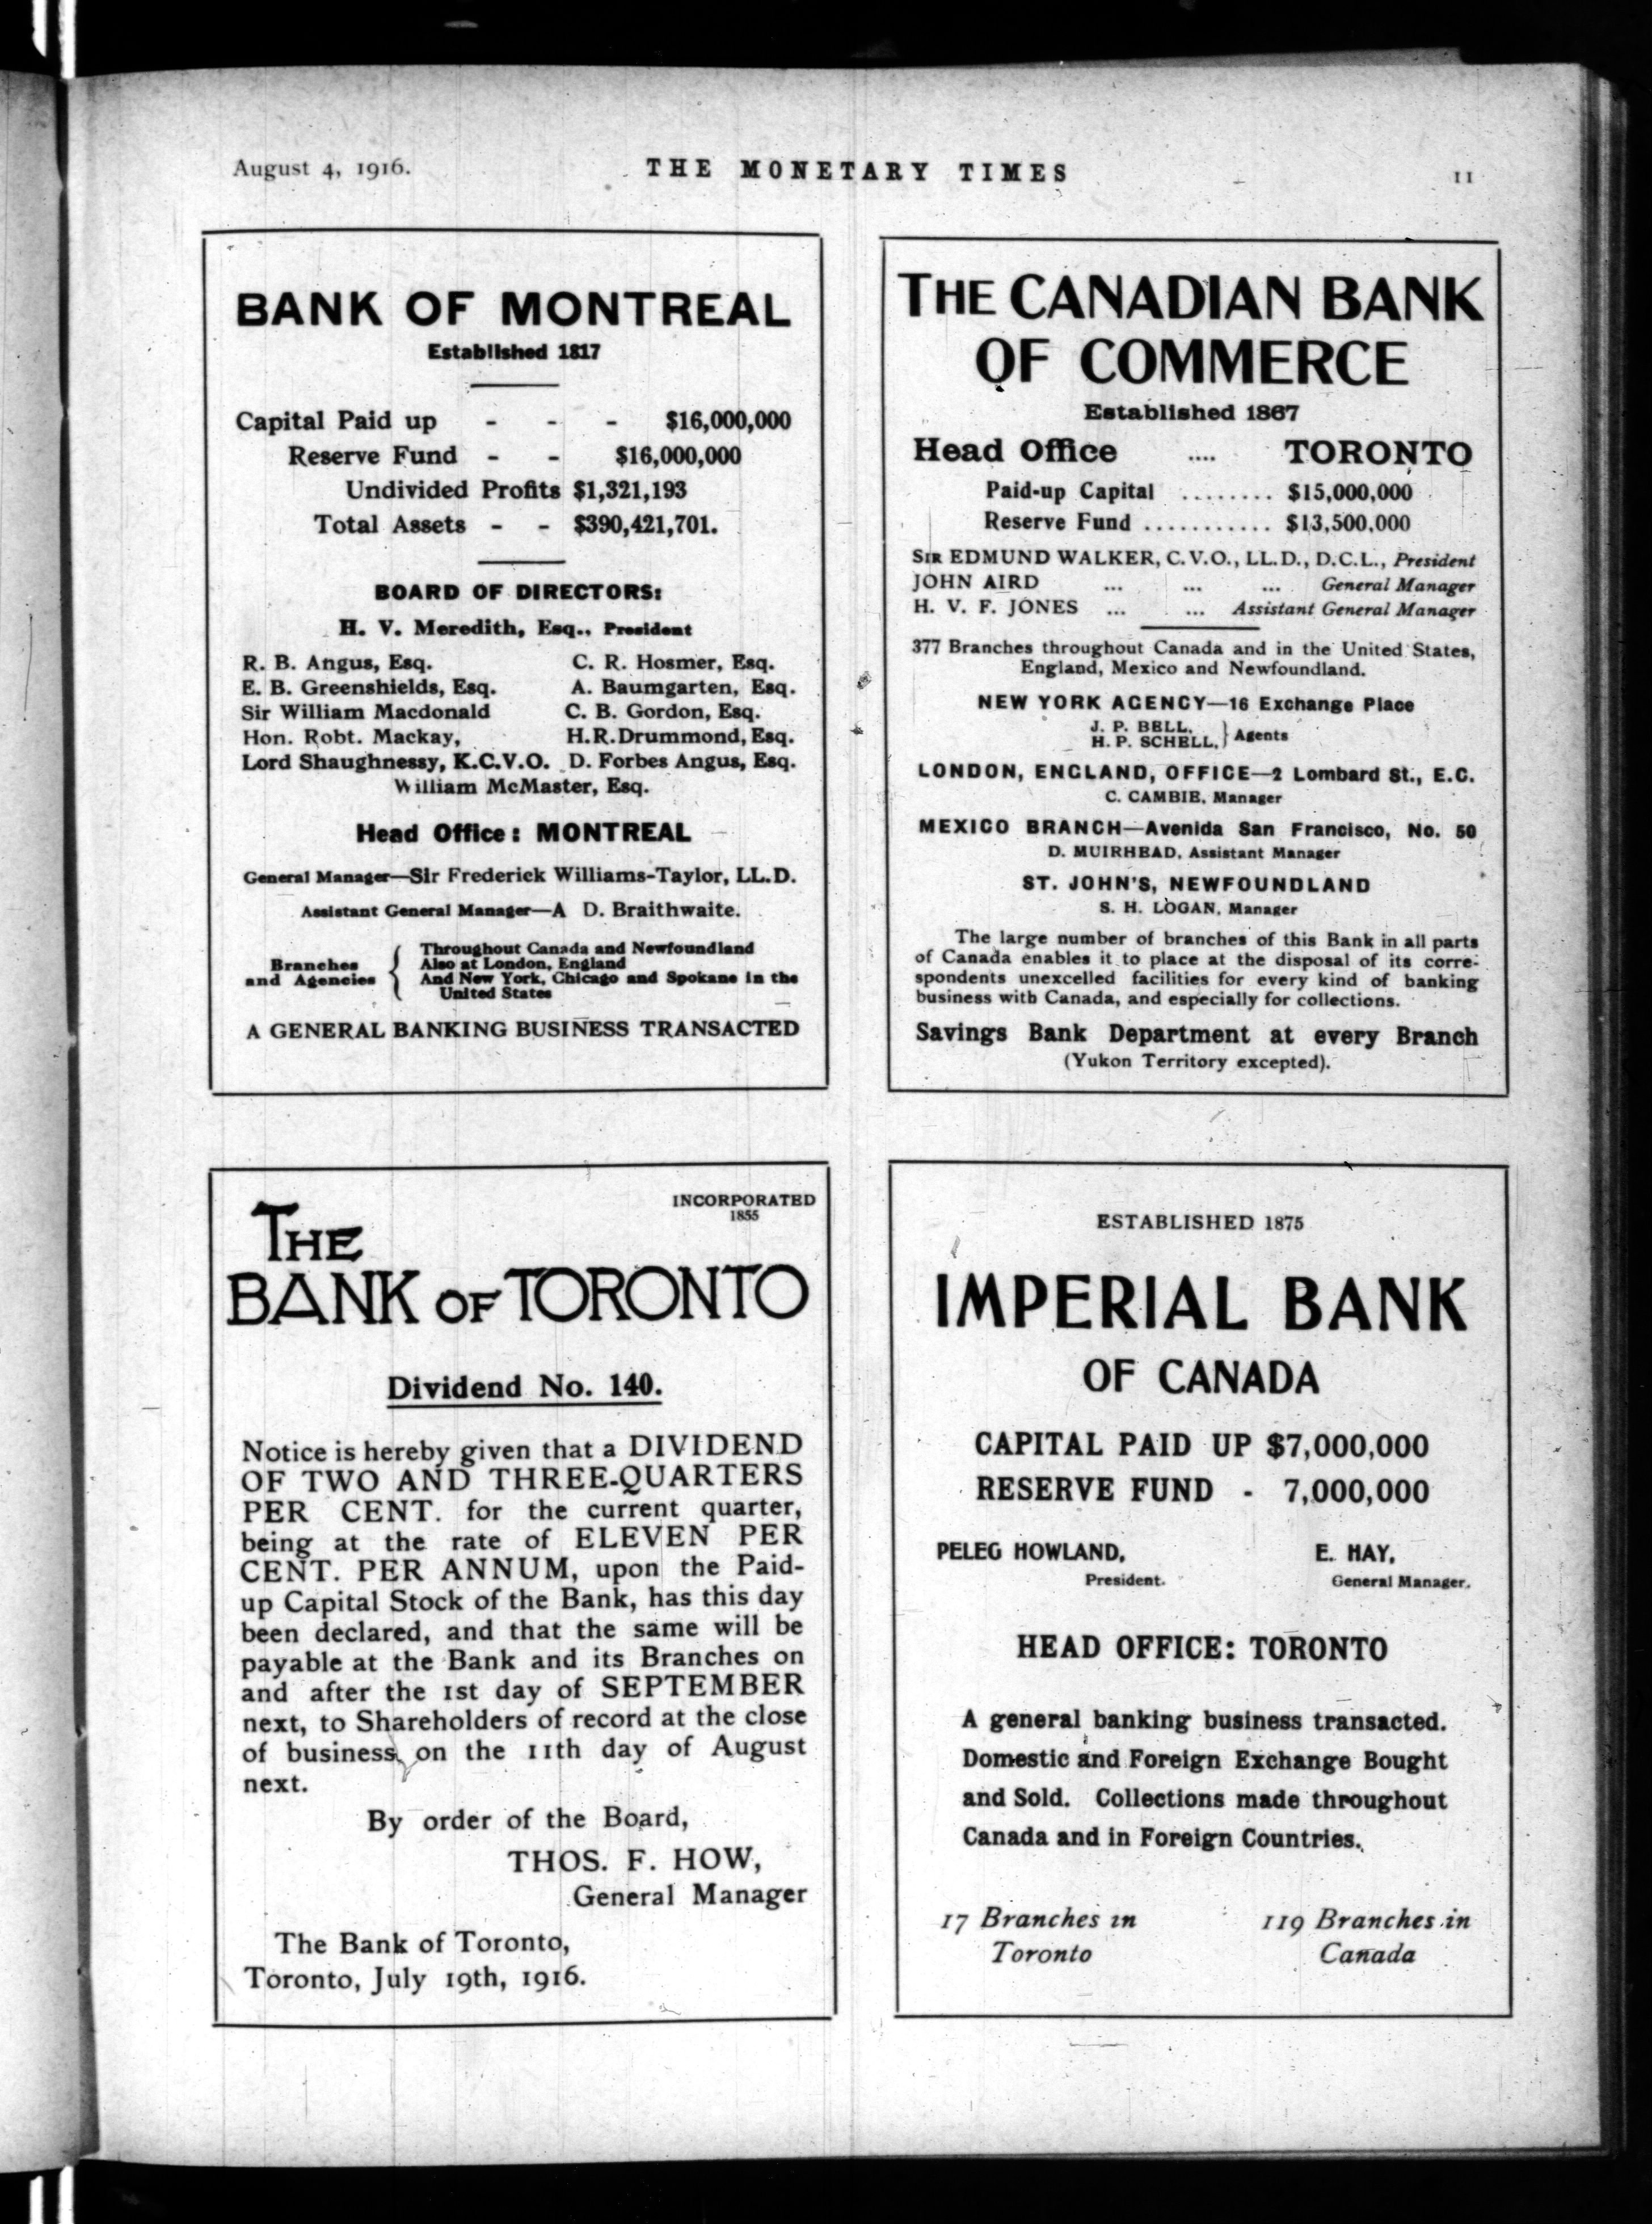 August 4, 1916.
THE MONETARY TIMES
11
BANK OF MONTREAL
Established 1817
Capital Paid up - - - $16,000,000
Reserve Fund - - $16,000,000
Undivided Profits $1,321,193
Total Assets - - $390,421,701.
BOARD OF DIRECTORS:
H. V. Meredith, Esq., President
R. B. Angus, Esq. C. R. Hosmer, Esq.
E. B. Greenshields, Esq. A. Baumgarten, Esq.
Sir William Macdonald C. B. Gordon, Esq.
Hon. Robt. Mackay, H.R.Drummond, Esq.
Lord Shaughnessy, K.C.V.O. D. Forbes Angus, Esq.
William McMaster, Esq.
Head Office: MONTREAL
General Manager—Sir Frederick Williams-Taylor, LL.D.
Assistant General Manager—A D. Braithwaite.
Branches and Agencies { Throughout Canada and Newfoundland
Also at London, England
And New York, Chicago and Spokane in the
United States
A GENERAL BANKING BUSINESS TRANSACTED
THE CANADIAN BANK
OF COMMERCE
Established 1867
Head Office .... TORONTO
Paid-up Capital ........ $15,000,000
Reserve Fund ........... $13,500,000
SIR EDMUND WALKER, C.V.O., LL.D., D.C.L., President
JOHN AIRD ... ... ... General Manager
H. V. F. JONES ... ... Assistant General Manager
377 Branches throughout Canada and in the United States,
England, Mexico and Newfoundland.
NEW YORK AGENCY—16 Exchange Place
J. P. BELL,
H. P. SCHELL, } Agents
LONDON, ENGLAND, OFFICE—2 Lombard St., E.C.
C. CAMBIE, Manager
MEXICO BRANCH—Avenida San Francisco, No. 50
D. MUIRHEAD, Assistant Manager
ST. JOHN'S, NEWFOUNDLAND
S. H. LOGAN, Manager
The large number of branches of this Bank in all parts
of Canada enables it to place at the disposal of its corre-
spondents unexcelled facilities for every kind of banking
business with Canada, and especially for collections.
Savings Bank Department at every Branch
(Yukon Territory excepted).
INCORPORATED
1855
THE
BANK OF TORONTO
Dividend No. 140.
Notice is hereby given that a DIVIDEND
OF TWO AND THREE-QUARTERS
PER CENT. for the current quarter,
being at the rate of ELEVEN PER
CENT. PER ANNUM, upon the Paid-
up Capital Stock of the Bank, has this day
been declared, and that the same will be
payable at the Bank and its Branches on
and after the 1st day of SEPTEMBER
next, to Shareholders of record at the close
of business on the 11th day of August
next.
By order of the Board,
THOS. F. HOW,
General Manager
The Bank of Toronto,
Toronto, July 19th, 1916.
ESTABLISHED 1875
IMPERIAL BANK
OF CANADA
CAPITAL PAID UP $7,000,000
RESERVE FUND - 7,000,000
PELEG HOWLAND, E. HAY,
President. General Manager.
HEAD OFFICE: TORONTO
A general banking business transacted.
Domestic and Foreign Exchange Bought
and Sold. Collections made throughout
Canada and in Foreign Countries.
17 Branches in 119 Branches in
Toronto Canada